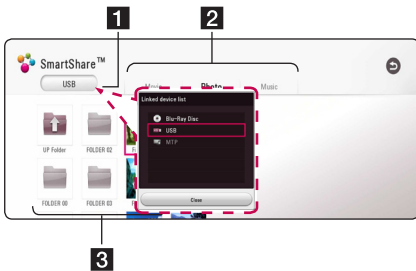 1
2
SmartShare™
USB
Movie Photo Music
Linked device list
Blu-Ray Disc
USB
MTP
Close
UP Folder
FOLDER 02
FOLDER 00
FOLDER 03
3